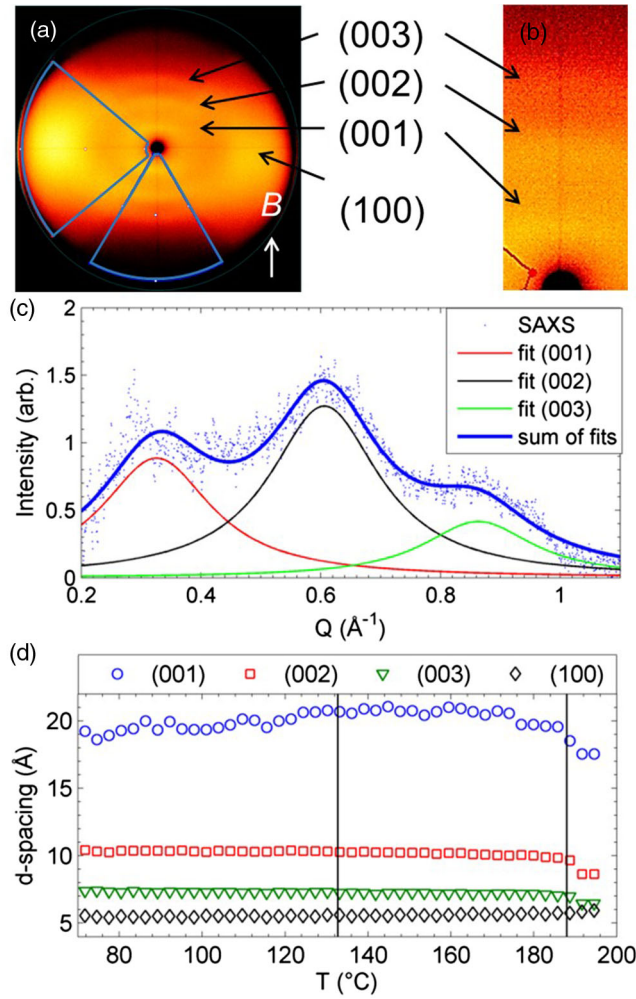 (a)
(003)
(b)
(002)
(001)
B
(100)
(c)
2
1.5
1
0.5
0
Intensity (arb.)
SAXS
fit (001)
fit (002)
fit (003)
sum of fits
0.2 0.4 0.6 0.8 1
Q (Å⁻¹)
(d)
(001) (002) (003) (100)
20
15
10
5
d-spacing (Å)
80 100 120 140 160 180 200
T (°C)